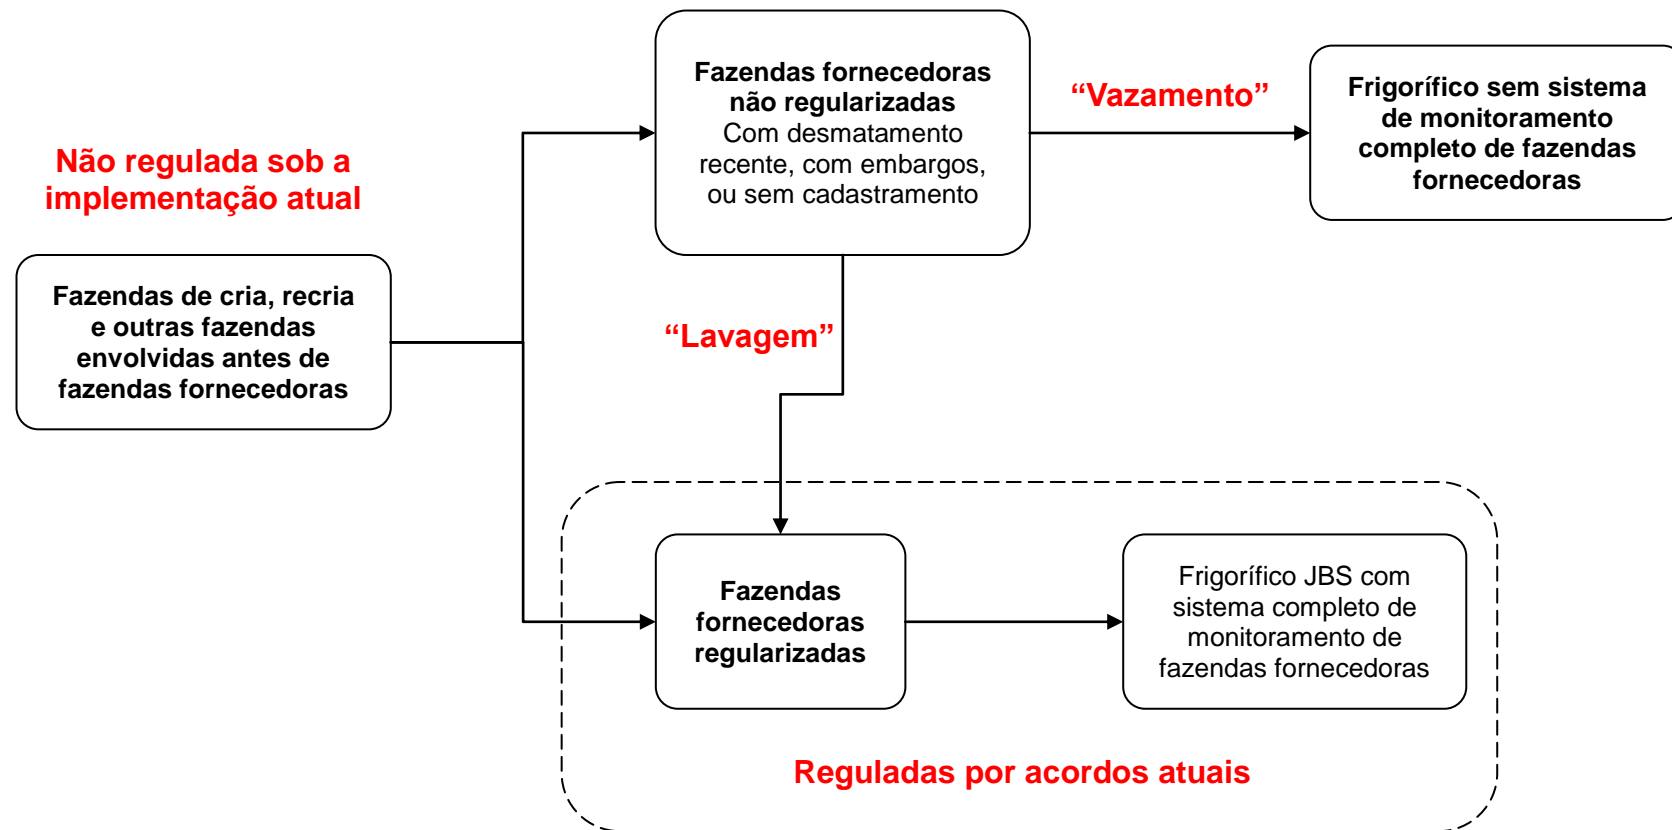 Não regulada sob a
implementação atual
Fazendas de cria, recria
e outras fazendas
envolvidas antes de
fazendas fornecedoras
Fazendas fornecedoras
não regularizadas
Com desmatamento
recente, com embargos,
ou sem cadastramento
“Vazamento”
Frigorífico sem sistema
de monitoramento
completo de fazendas
fornecedoras
“Lavagem”
Fazendas
fornecedoras
regularizadas
Frigorífico JBS com
sistema completo de
monitoramento de
fazendas fornecedoras
Reguladas por acordos atuais